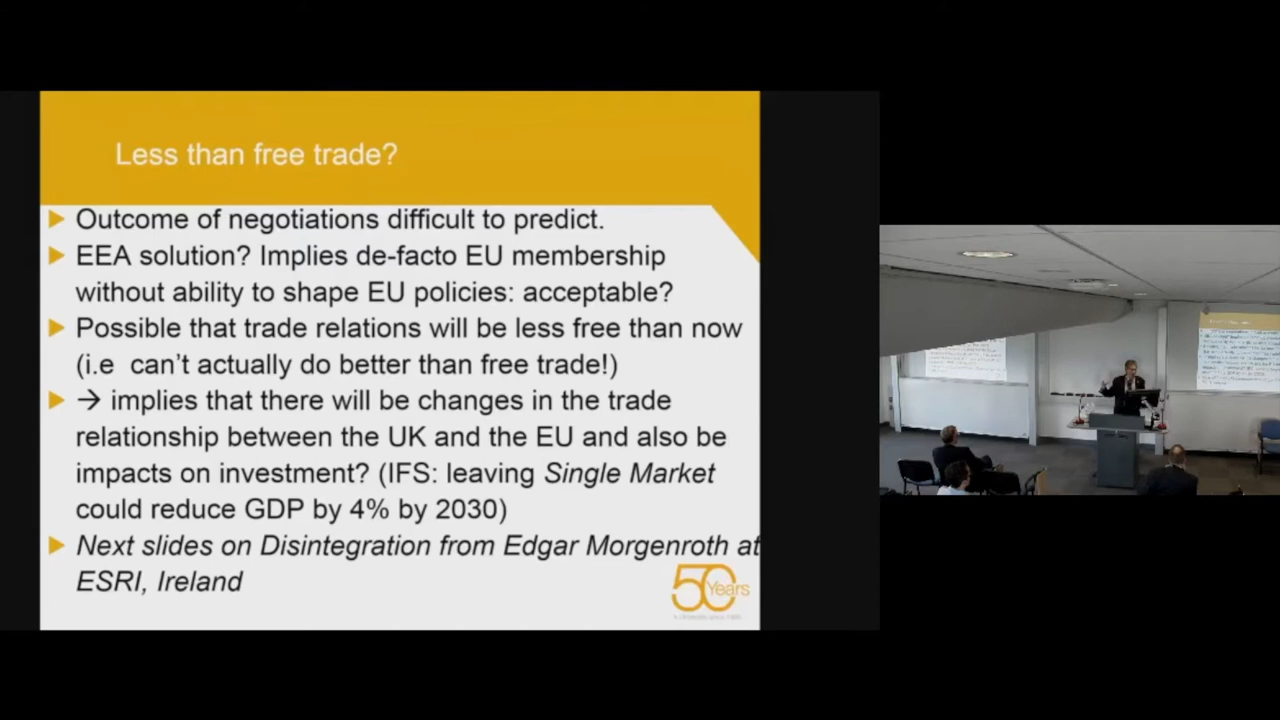 Less than free trade?
Outcome of negotiations difficult to predict.
EEA solution? Implies de-facto EU membership
without ability to shape EU policies: acceptable?
Possible that trade relations will be less free than now
(i.e can't actually do better than free trade!)
→ implies that there will be changes in the trade
relationship between the UK and the EU and also be
impacts on investment? (IFS: leaving Single Market
could reduce GDP by 4% by 2030)
Next slides on Disintegration from Edgar Morgenroth at
ESRI, Ireland
50
Years